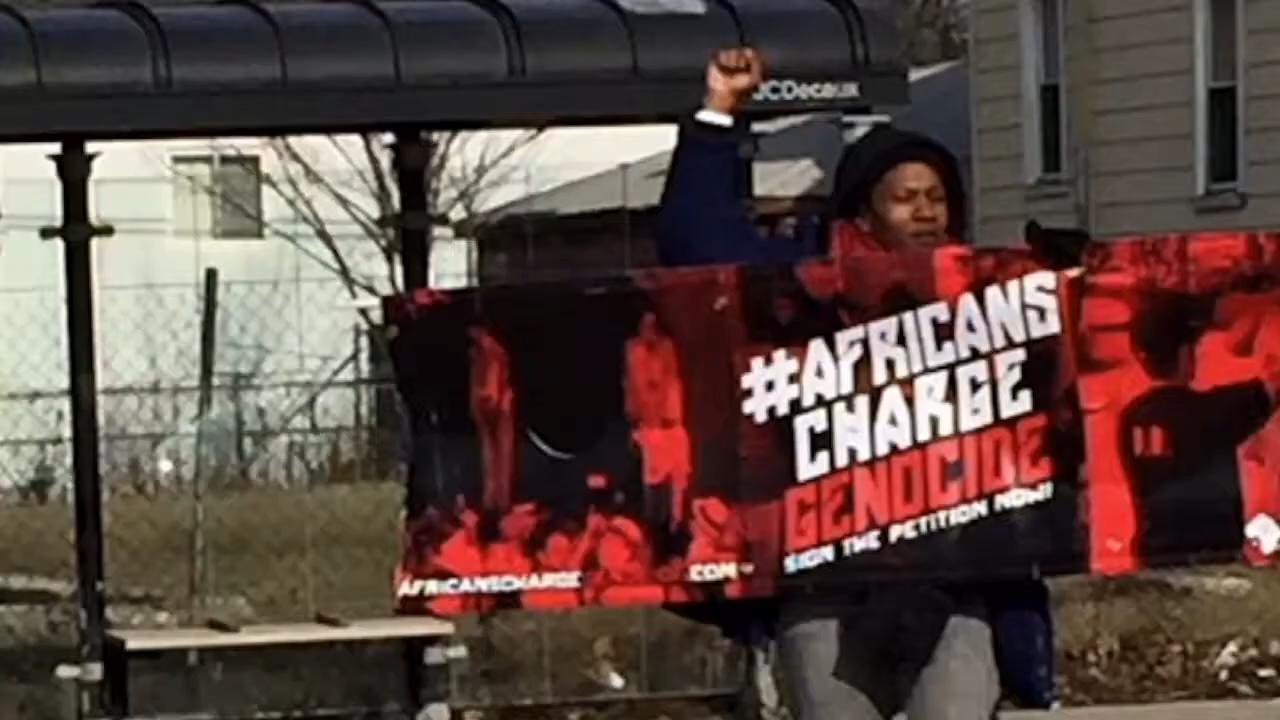 JCDecaux
#AFRICANS
CHARGE
GENOCIDE
SIGN THE PETITION NOW!
AFRICANSCHARGE
.COM